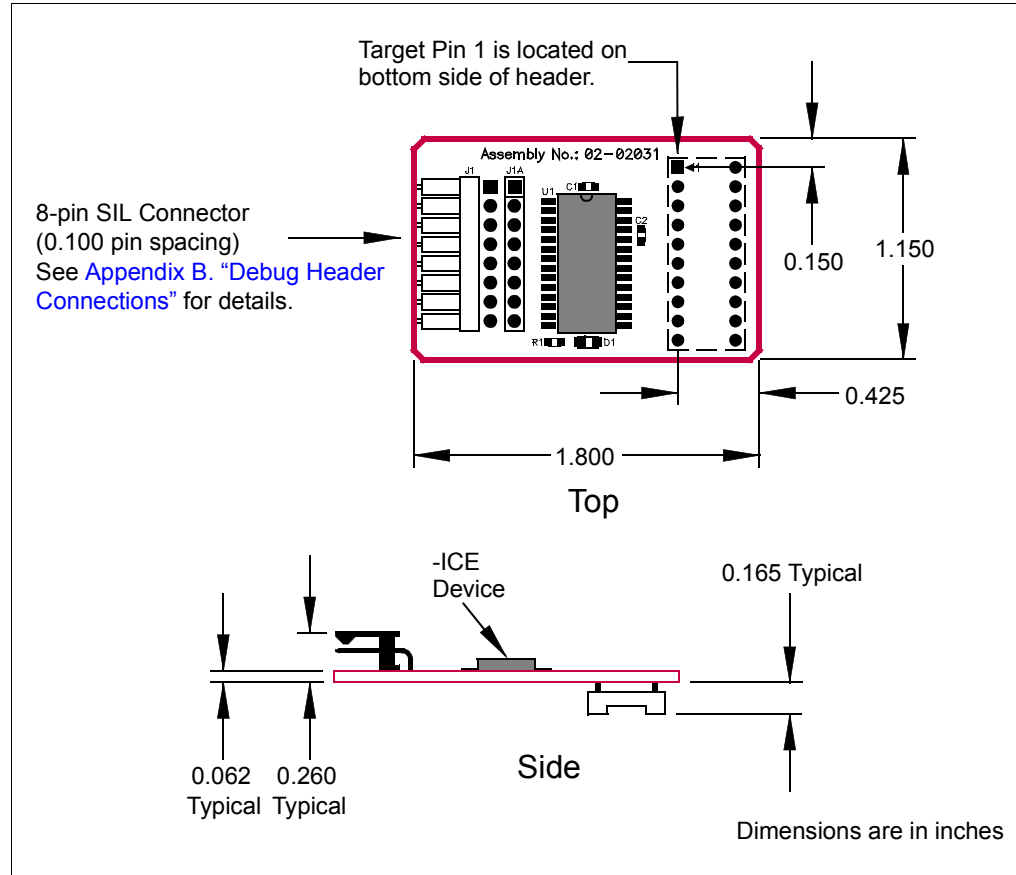 Target Pin 1 is located on
bottom side of header.
Assembly No.: 02-02031
J1
J1A
C1
U1
C2
R1
D1
8-pin SIL Connector
(0.100 pin spacing)
See Appendix B. “Debug Header
Connections” for details.
0.150
1.150
0.425
1.800
Top
-ICE
Device
0.165 Typical
0.062
Typical
0.260
Typical
Side
Dimensions are in inches